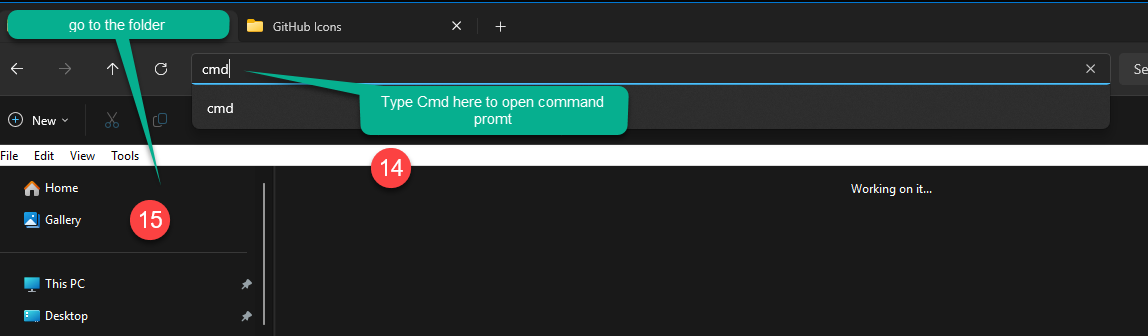 go to the folder
GitHub Icons
cmd
Se
cmd
Type Cmd here to open command
promt
New
File Edit View Tools
14
Home
Working on it...
Gallery
15
This PC
Desktop